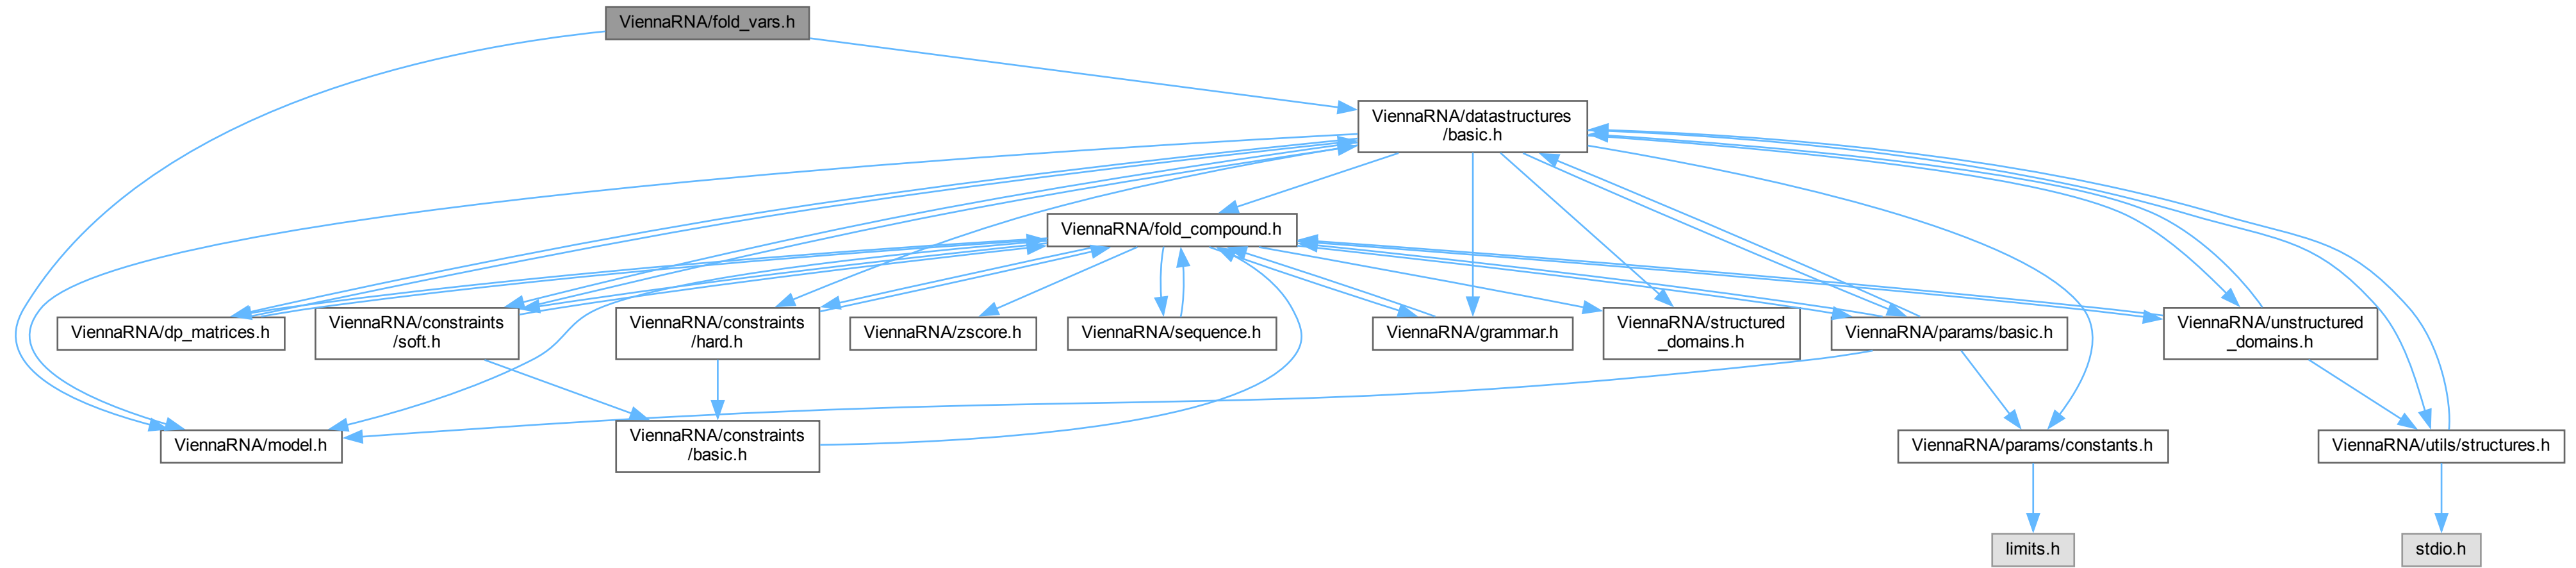 ViennaRNA/fold_vars.h
ViennaRNA/datastructures
/basic.h
ViennaRNA/fold_compound.h
ViennaRNA/dp_matrices.h
ViennaRNA/constraints
/soft.h
ViennaRNA/constraints
/hard.h
ViennaRNA/zscore.h
ViennaRNA/sequence.h
ViennaRNA/grammar.h
ViennaRNA/structured
_domains.h
ViennaRNA/params/basic.h
ViennaRNA/unstructured
_domains.h
ViennaRNA/model.h
ViennaRNA/constraints
/basic.h
ViennaRNA/params/constants.h
ViennaRNA/utils/structures.h
limits.h
stdio.h